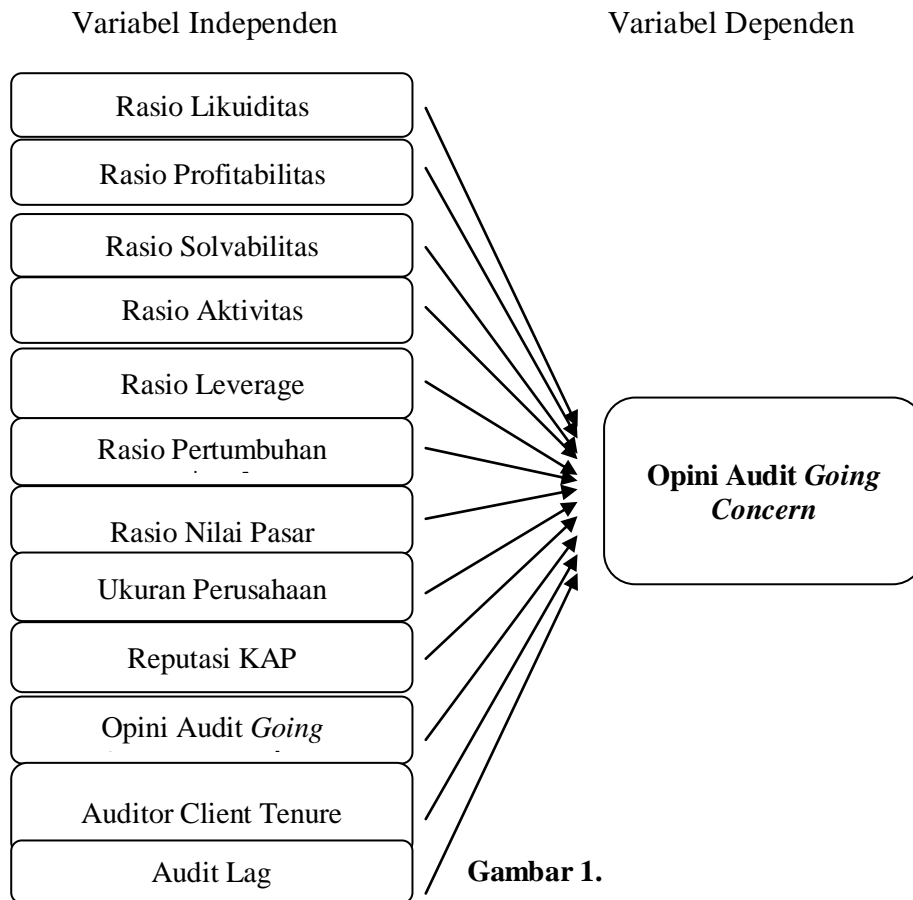 Variabel Independen
Variabel Dependen
Rasio Likuiditas
Rasio Profitabilitas
Rasio Solvabilitas
Rasio Aktivitas
Rasio Leverage
Rasio Pertumbuhan
Rasio Nilai Pasar
Ukuran Perusahaan
Reputasi KAP
Opini Audit Going
Auditor Client Tenure
Audit Lag
Opini Audit Going
Concern
Gambar 1.